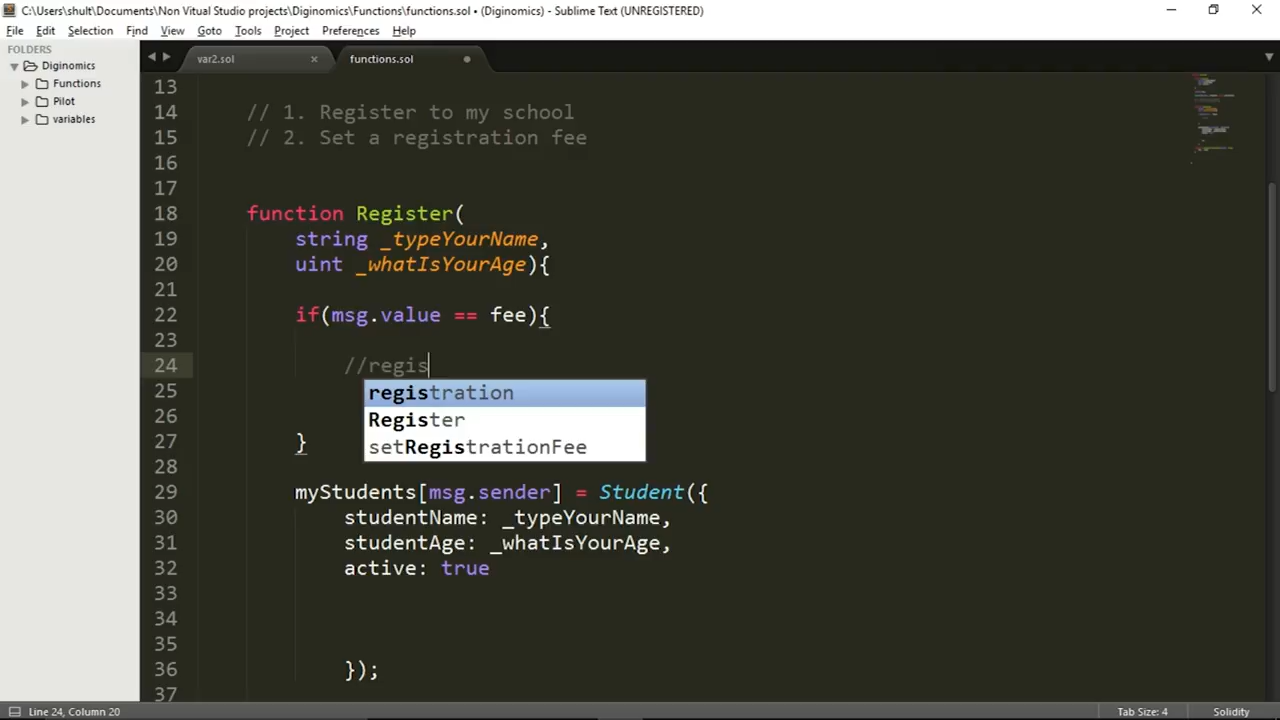 C:\Users\shult\Documents\Non Vitual Studio projects\Diginomics\Functions\functions.sol • (Diginomics) - Sublime Text (UNREGISTERED)
File Edit Selection Find View Goto Tools Project Preferences Help
FOLDERS
Diginomics
Functions
Pilot
variables
var2.sol × functions.sol
13
14 // 1. Register to my school
15 // 2. Set a registration fee
16
17
18 function Register(
19 string _typeYourName,
20 uint _whatIsYourAge){
21
22 if(msg.value == fee){
23
24 //regis
registration
Register
setRegistrationFee
25
26
27 }
28
29 myStudents[msg.sender] = Student({
30 studentName: _typeYourName,
31 studentAge: _whatIsYourAge,
32 active: true
33
34
35
36 });
37
Line 24, Column 20 Tab Size: 4 Solidity